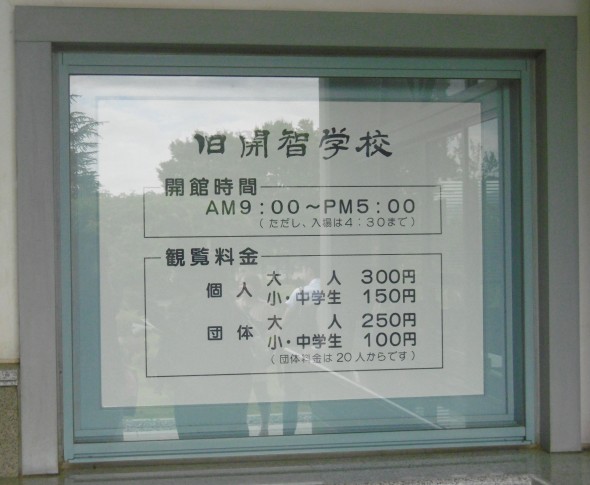 旧開智学校
開館時間
AM9:00〜PM5:00
(ただし、入場は4:30まで)
観覧料金
個人 大人 300円
小・中学生 150円
団体 大人 250円
小・中学生 100円
(団体料金は20人からです)